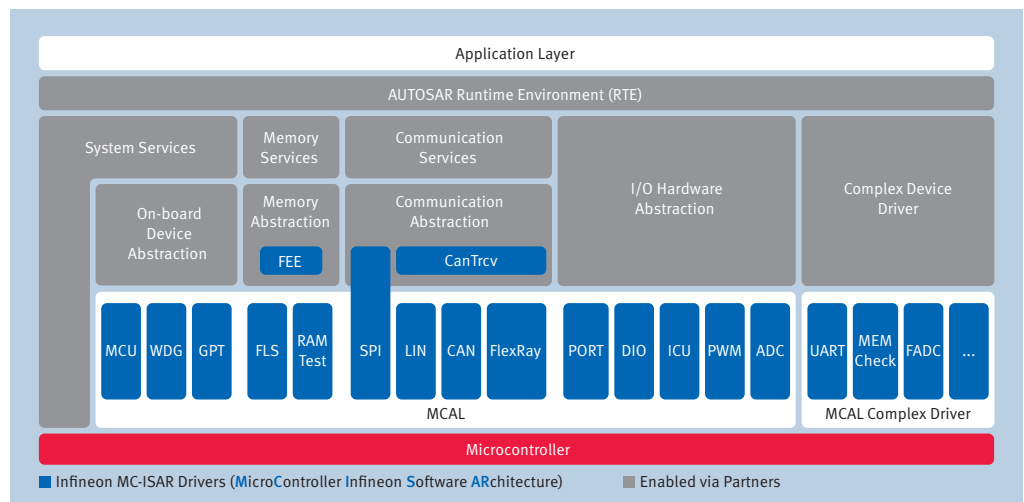 Application Layer
AUTOSAR Runtime Environment (RTE)
System Services
Memory
Services
Communication
Services
I/O Hardware
Abstraction
Complex Device
Driver
On-board
Device
Abstraction
Memory
Abstraction
FEE
Communication
Abstraction
CanTrcv
MCU
WDG
GPT
FLS
RAM
Test
SPI
LIN
CAN
FlexRay
PORT
DIO
ICU
PWM
ADC
UART
MEM
Check
FADC
...
MCAL
MCAL Complex Driver
Microcontroller
Infineon MC-ISAR Drivers (MicroController Infineon Software ARchitecture)
Enabled via Partners